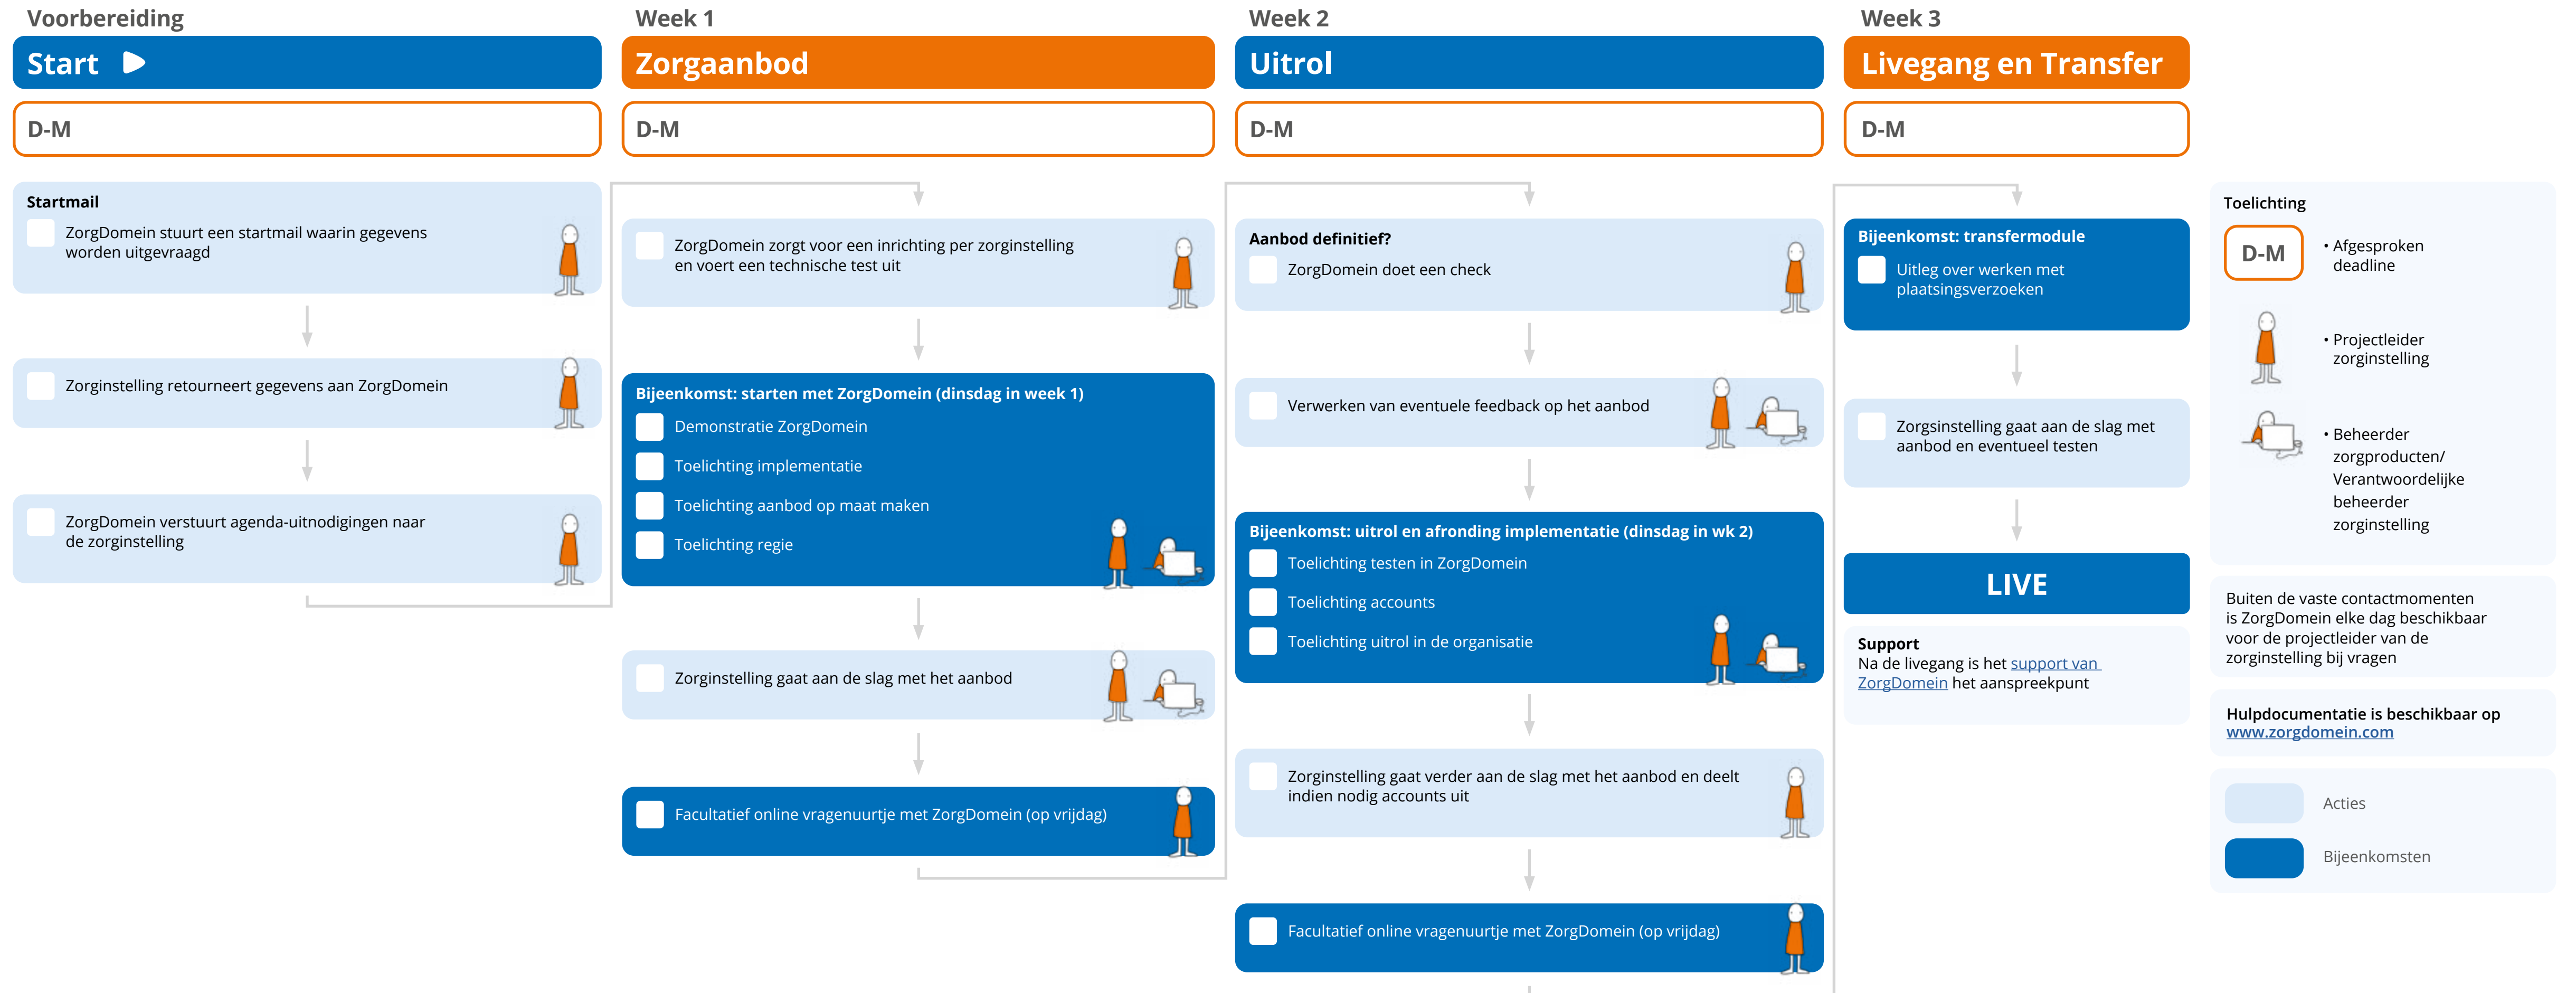 Voorbereiding
Start
D-M
Startmail
ZorgDomein stuurt een startmail waarin gegevens
worden uitgevraagd
Zorginstelling retourneert gegevens aan ZorgDomein
ZorgDomein verstuurt agenda-uitnodigingen naar
de zorginstelling
Week 1
Zorgaanbod
D-M
ZorgDomein zorgt voor een inrichting per zorginstelling
en voert een technische test uit
Bijeenkomst: starten met ZorgDomein (dinsdag in week 1)
Demonstratie ZorgDomein
Toelichting implementatie
Toelichting aanbod op maat maken
Toelichting regie
Zorginstelling gaat aan de slag met het aanbod
Facultatief online vragenuurtje met ZorgDomein (op vrijdag)
Week 2
Uitrol
D-M
Aanbod definitief?
ZorgDomein doet een check
Verwerken van eventuele feedback op het aanbod
Bijeenkomst: uitrol en afronding implementatie (dinsdag in wk 2)
Toelichting testen in ZorgDomein
Toelichting accounts
Toelichting uitrol in de organisatie
Zorginstelling gaat verder aan de slag met het aanbod en deelt
indien nodig accounts uit
Facultatief online vragenuurtje met ZorgDomein (op vrijdag)
Week 3
Livegang en Transfer
D-M
Bijeenkomst: transfermodule
Uitleg over werken met
plaatsingsverzoeken
Zorgsinstelling gaat aan de slag met
aanbod en eventueel testen
LIVE
Support
Na de livegang is het support van
ZorgDomein het aanspreekpunt
Toelichting
D-M
• Afgesproken
deadline
• Projectleider
zorginstelling
• Beheerder
zorgproducten/
Verantwoordelijke
beheerder
zorginstelling
Buiten de vaste contactmomenten
is ZorgDomein elke dag beschikbaar
voor de projectleider van de
zorginstelling bij vragen
Hulpdocumentatie is beschikbaar op
www.zorgdomein.com
Acties
Bijeenkomsten